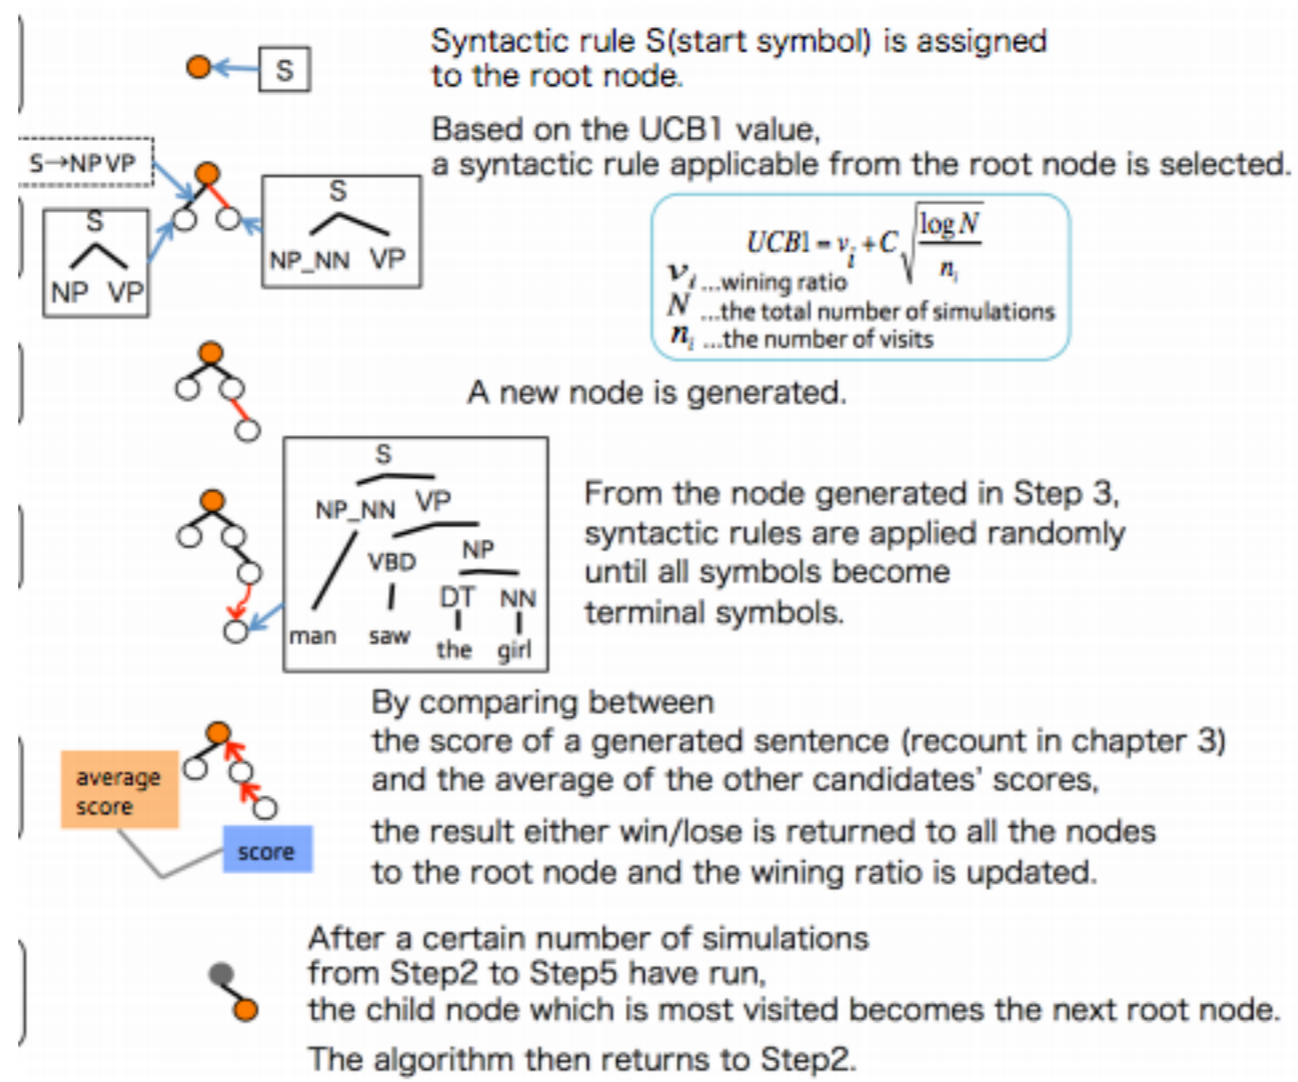 S
Syntactic rule S(start symbol) is assigned
to the root node.
Based on the UCB1 value,
a syntactic rule applicable from the root node is selected.
S→NP VP
S
NP VP
S
NP_NN VP
UCB1 = v_i + C √(log N / n_i)
v_i ...wining ratio
N ...the total number of simulations
n_i ...the number of visits
A new node is generated.
S
NP_NN VP
VBD NP
DT NN
man saw the girl
From the node generated in Step 3,
syntactic rules are applied randomly
until all symbols become
terminal symbols.
By comparing between
the score of a generated sentence (recount in chapter 3)
and the average of the other candidates' scores,
the result either win/lose is returned to all the nodes
to the root node and the wining ratio is updated.
average
score
score
After a certain number of simulations
from Step2 to Step5 have run,
the child node which is most visited becomes the next root node.
The algorithm then returns to Step2.